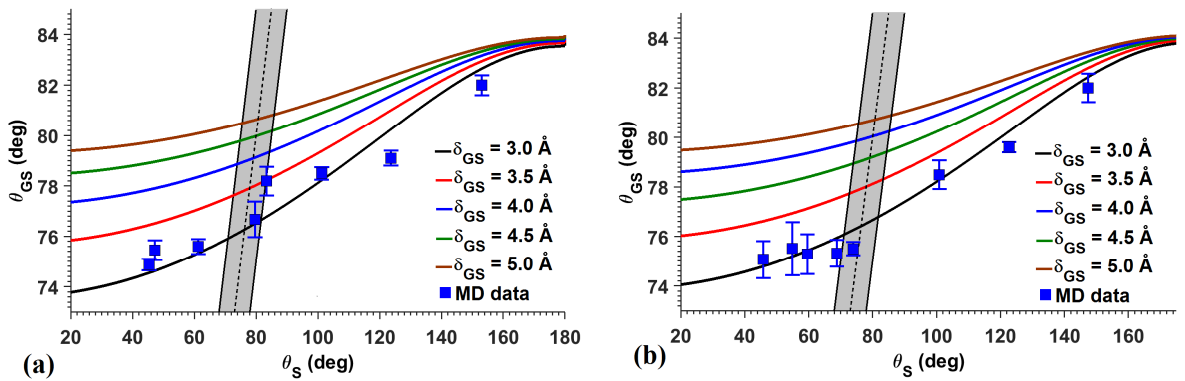 84
82
80
78
76
74
θGS (deg)
δGS = 3.0 Å
δGS = 3.5 Å
δGS = 4.0 Å
δGS = 4.5 Å
δGS = 5.0 Å
MD data
20 40 60 80 100 120 140 160 180
θS (deg)
(a)
84
82
80
78
76
74
θGS (deg)
δGS = 3.0 Å
δGS = 3.5 Å
δGS = 4.0 Å
δGS = 4.5 Å
δGS = 5.0 Å
MD data
20 40 60 80 100 120 140 160
θS (deg)
(b)